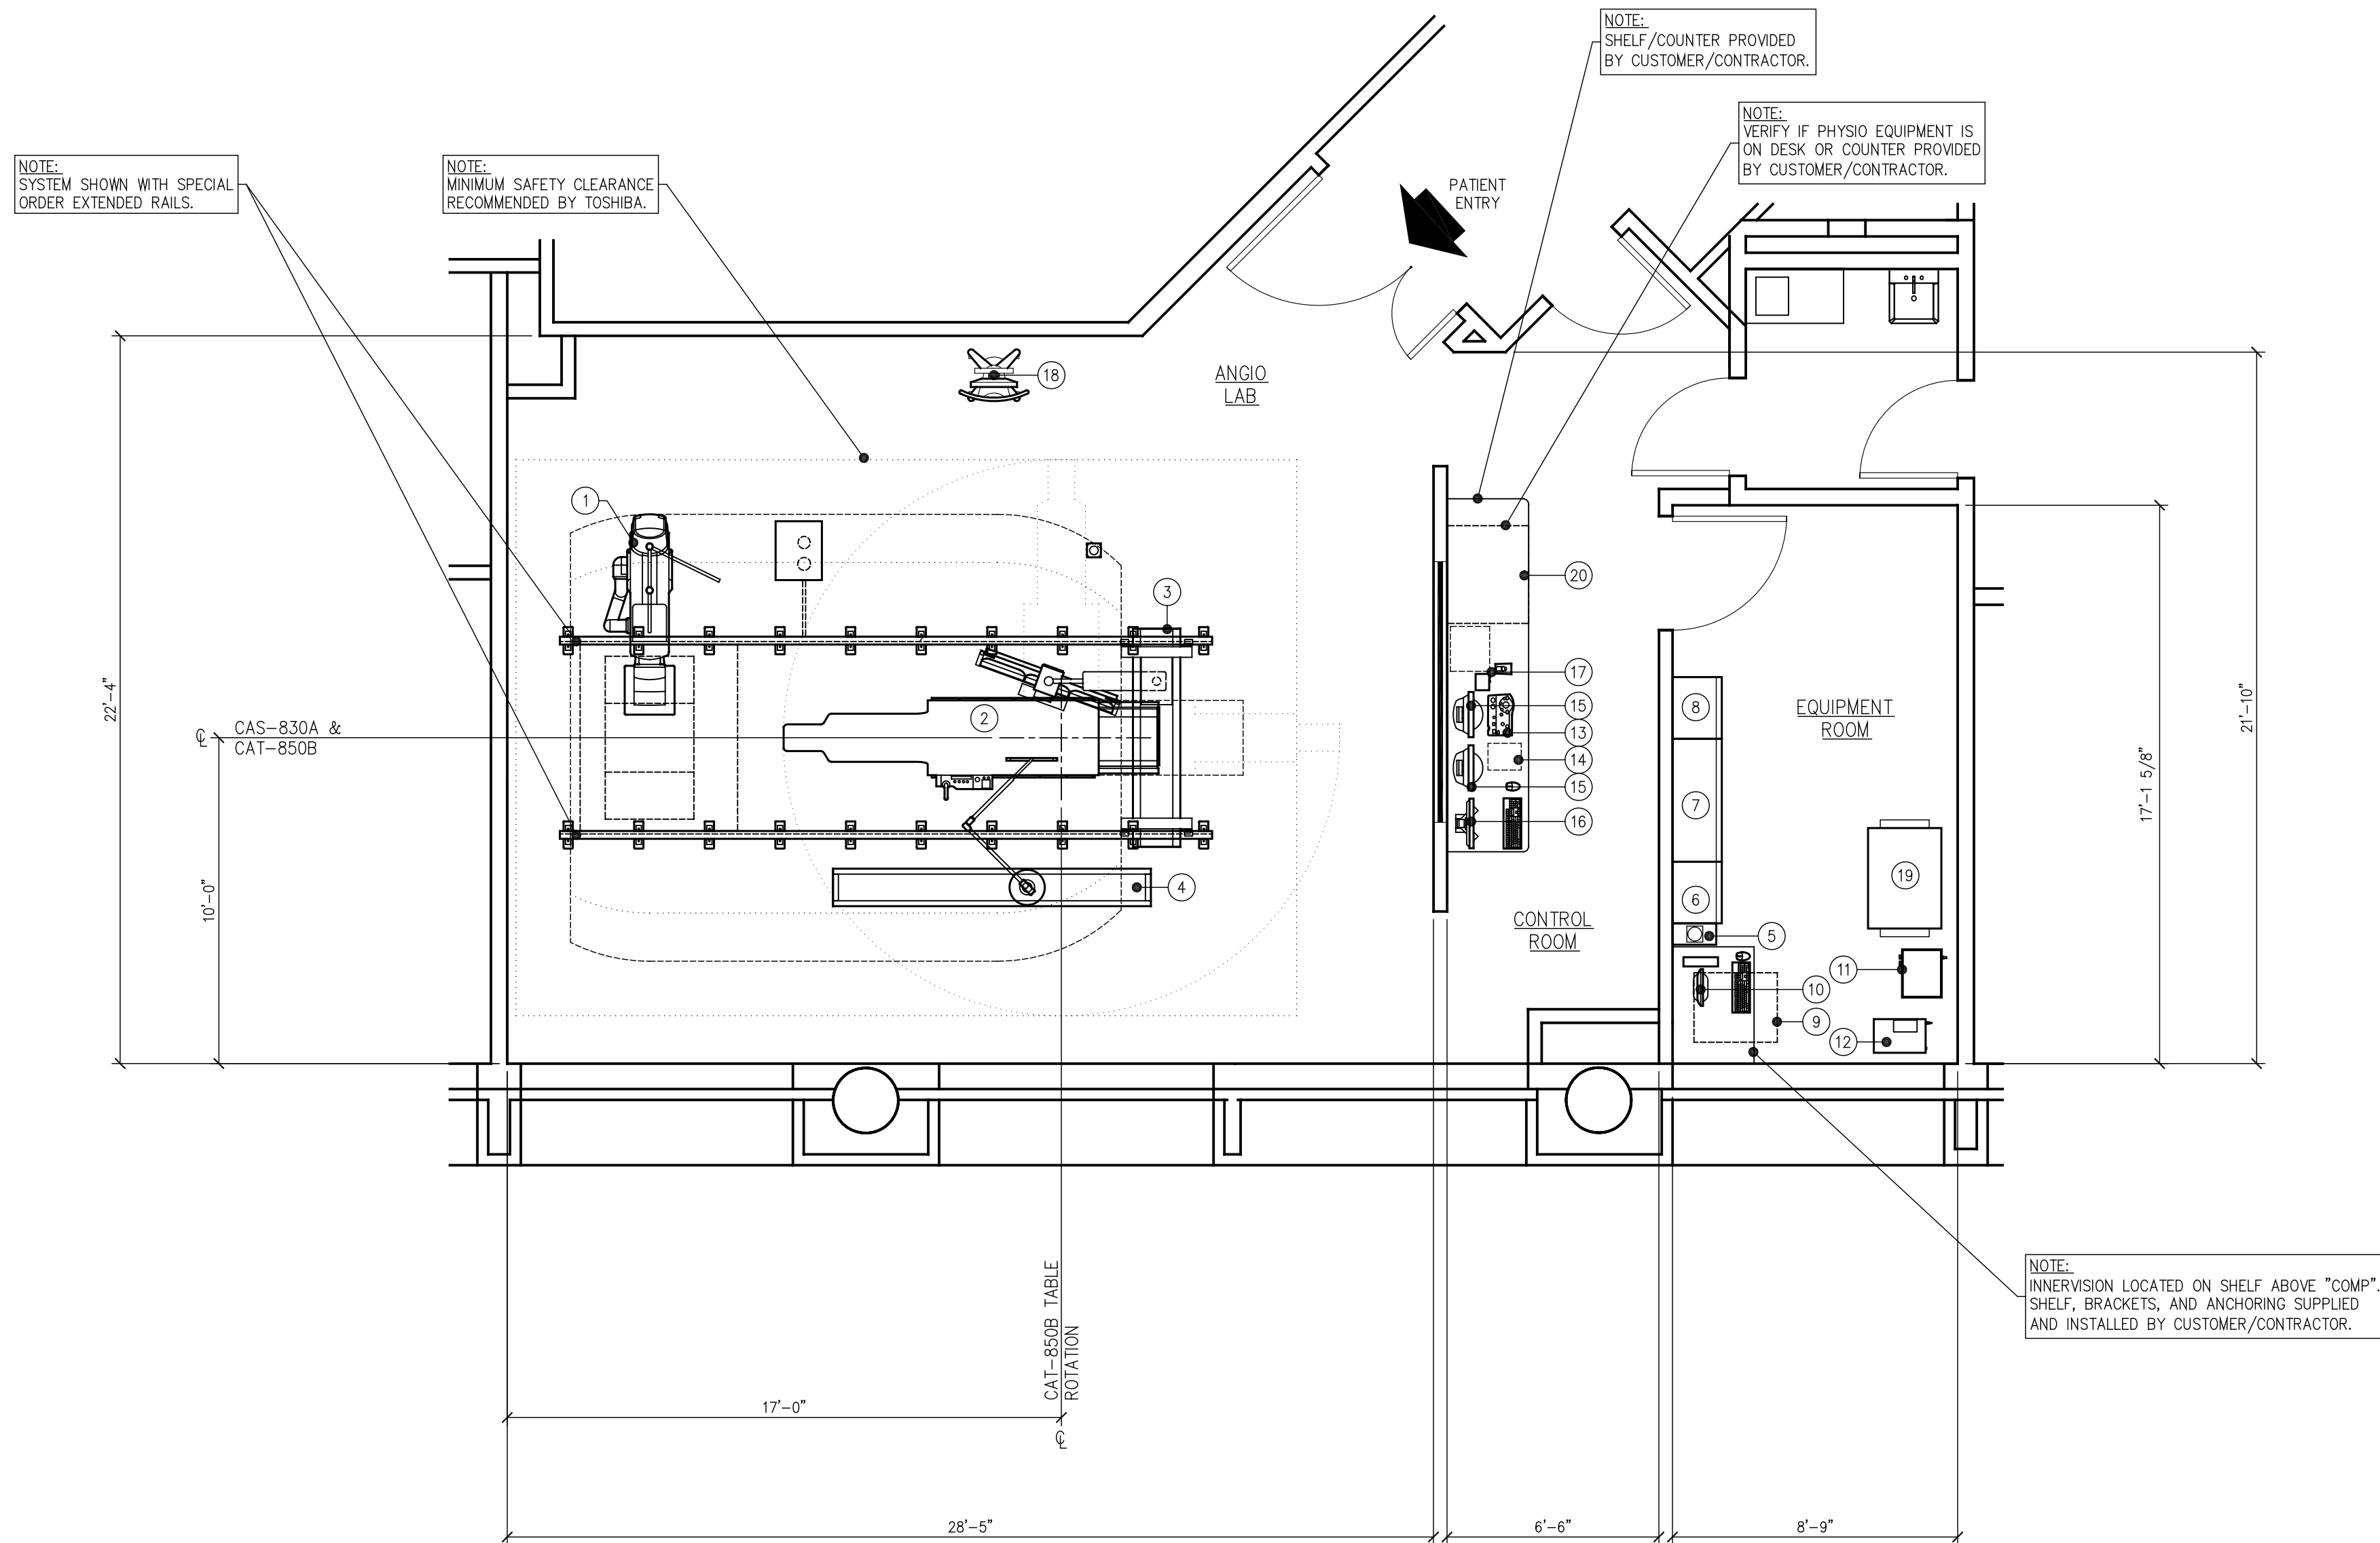 NOTE:
SHELF/COUNTER PROVIDED
BY CUSTOMER/CONTRACTOR.
NOTE:
VERIFY IF PHYSIO EQUIPMENT IS
ON DESK OR COUNTER PROVIDED
BY CUSTOMER/CONTRACTOR.
NOTE:
SYSTEM SHOWN WITH SPECIAL
ORDER EXTENDED RAILS.
NOTE:
MINIMUM SAFETY CLEARANCE
RECOMMENDED BY TOSHIBA.
PATIENT
ENTRY
18
ANGIO
LAB
1
3
20
17
15
13
14
15
16
2
4
22'-4"
10'-0"
℄ CAS-830A &
CAT-850B
CONTROL
ROOM
EQUIPMENT
ROOM
8
7
6
5
19
11
10
9
12
17'-1 5/8"
21'-10"
NOTE:
INNERVISION LOCATED ON SHELF ABOVE "COMP".
SHELF, BRACKETS, AND ANCHORING SUPPLIED
AND INSTALLED BY CUSTOMER/CONTRACTOR.
CAT-850B TABLE
ROTATION
℄
17'-0"
28'-5"
6'-6"
8'-9"